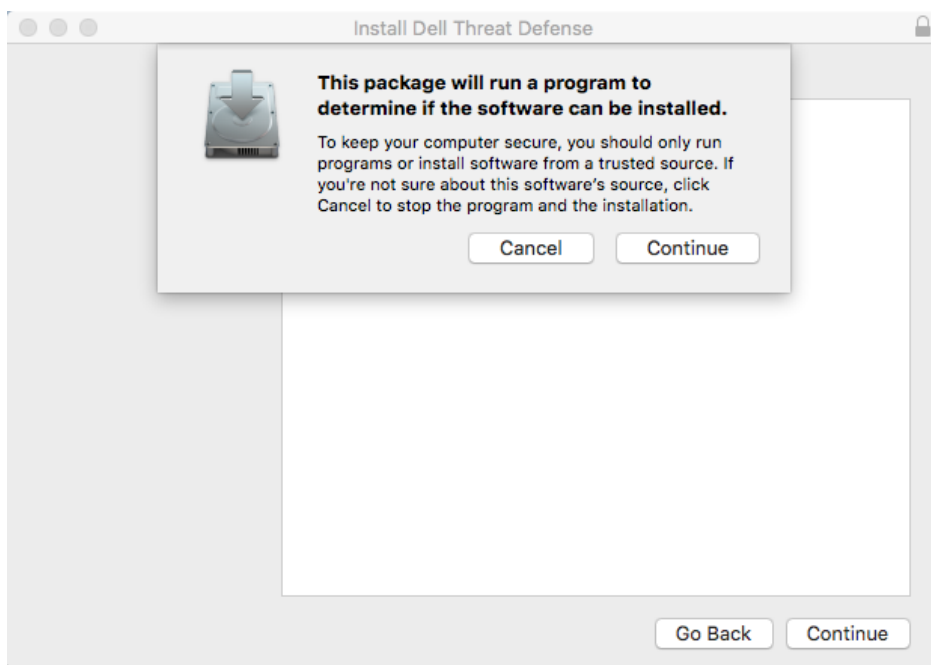 Install Dell Threat Defense
This package will run a program to
determine if the software can be installed.
To keep your computer secure, you should only run
programs or install software from a trusted source. If
you're not sure about this software's source, click
Cancel to stop the program and the installation.
Cancel
Continue
Go Back
Continue